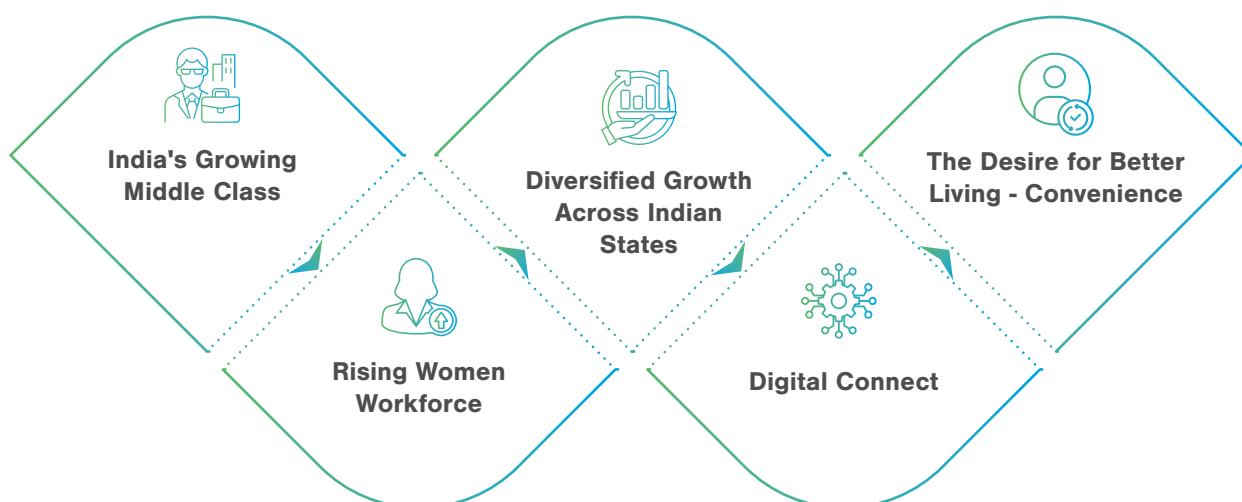 India's Growing
Middle Class
Rising Women
Workforce
Diversified Growth
Across Indian
States
Digital Connect
The Desire for Better
Living - Convenience